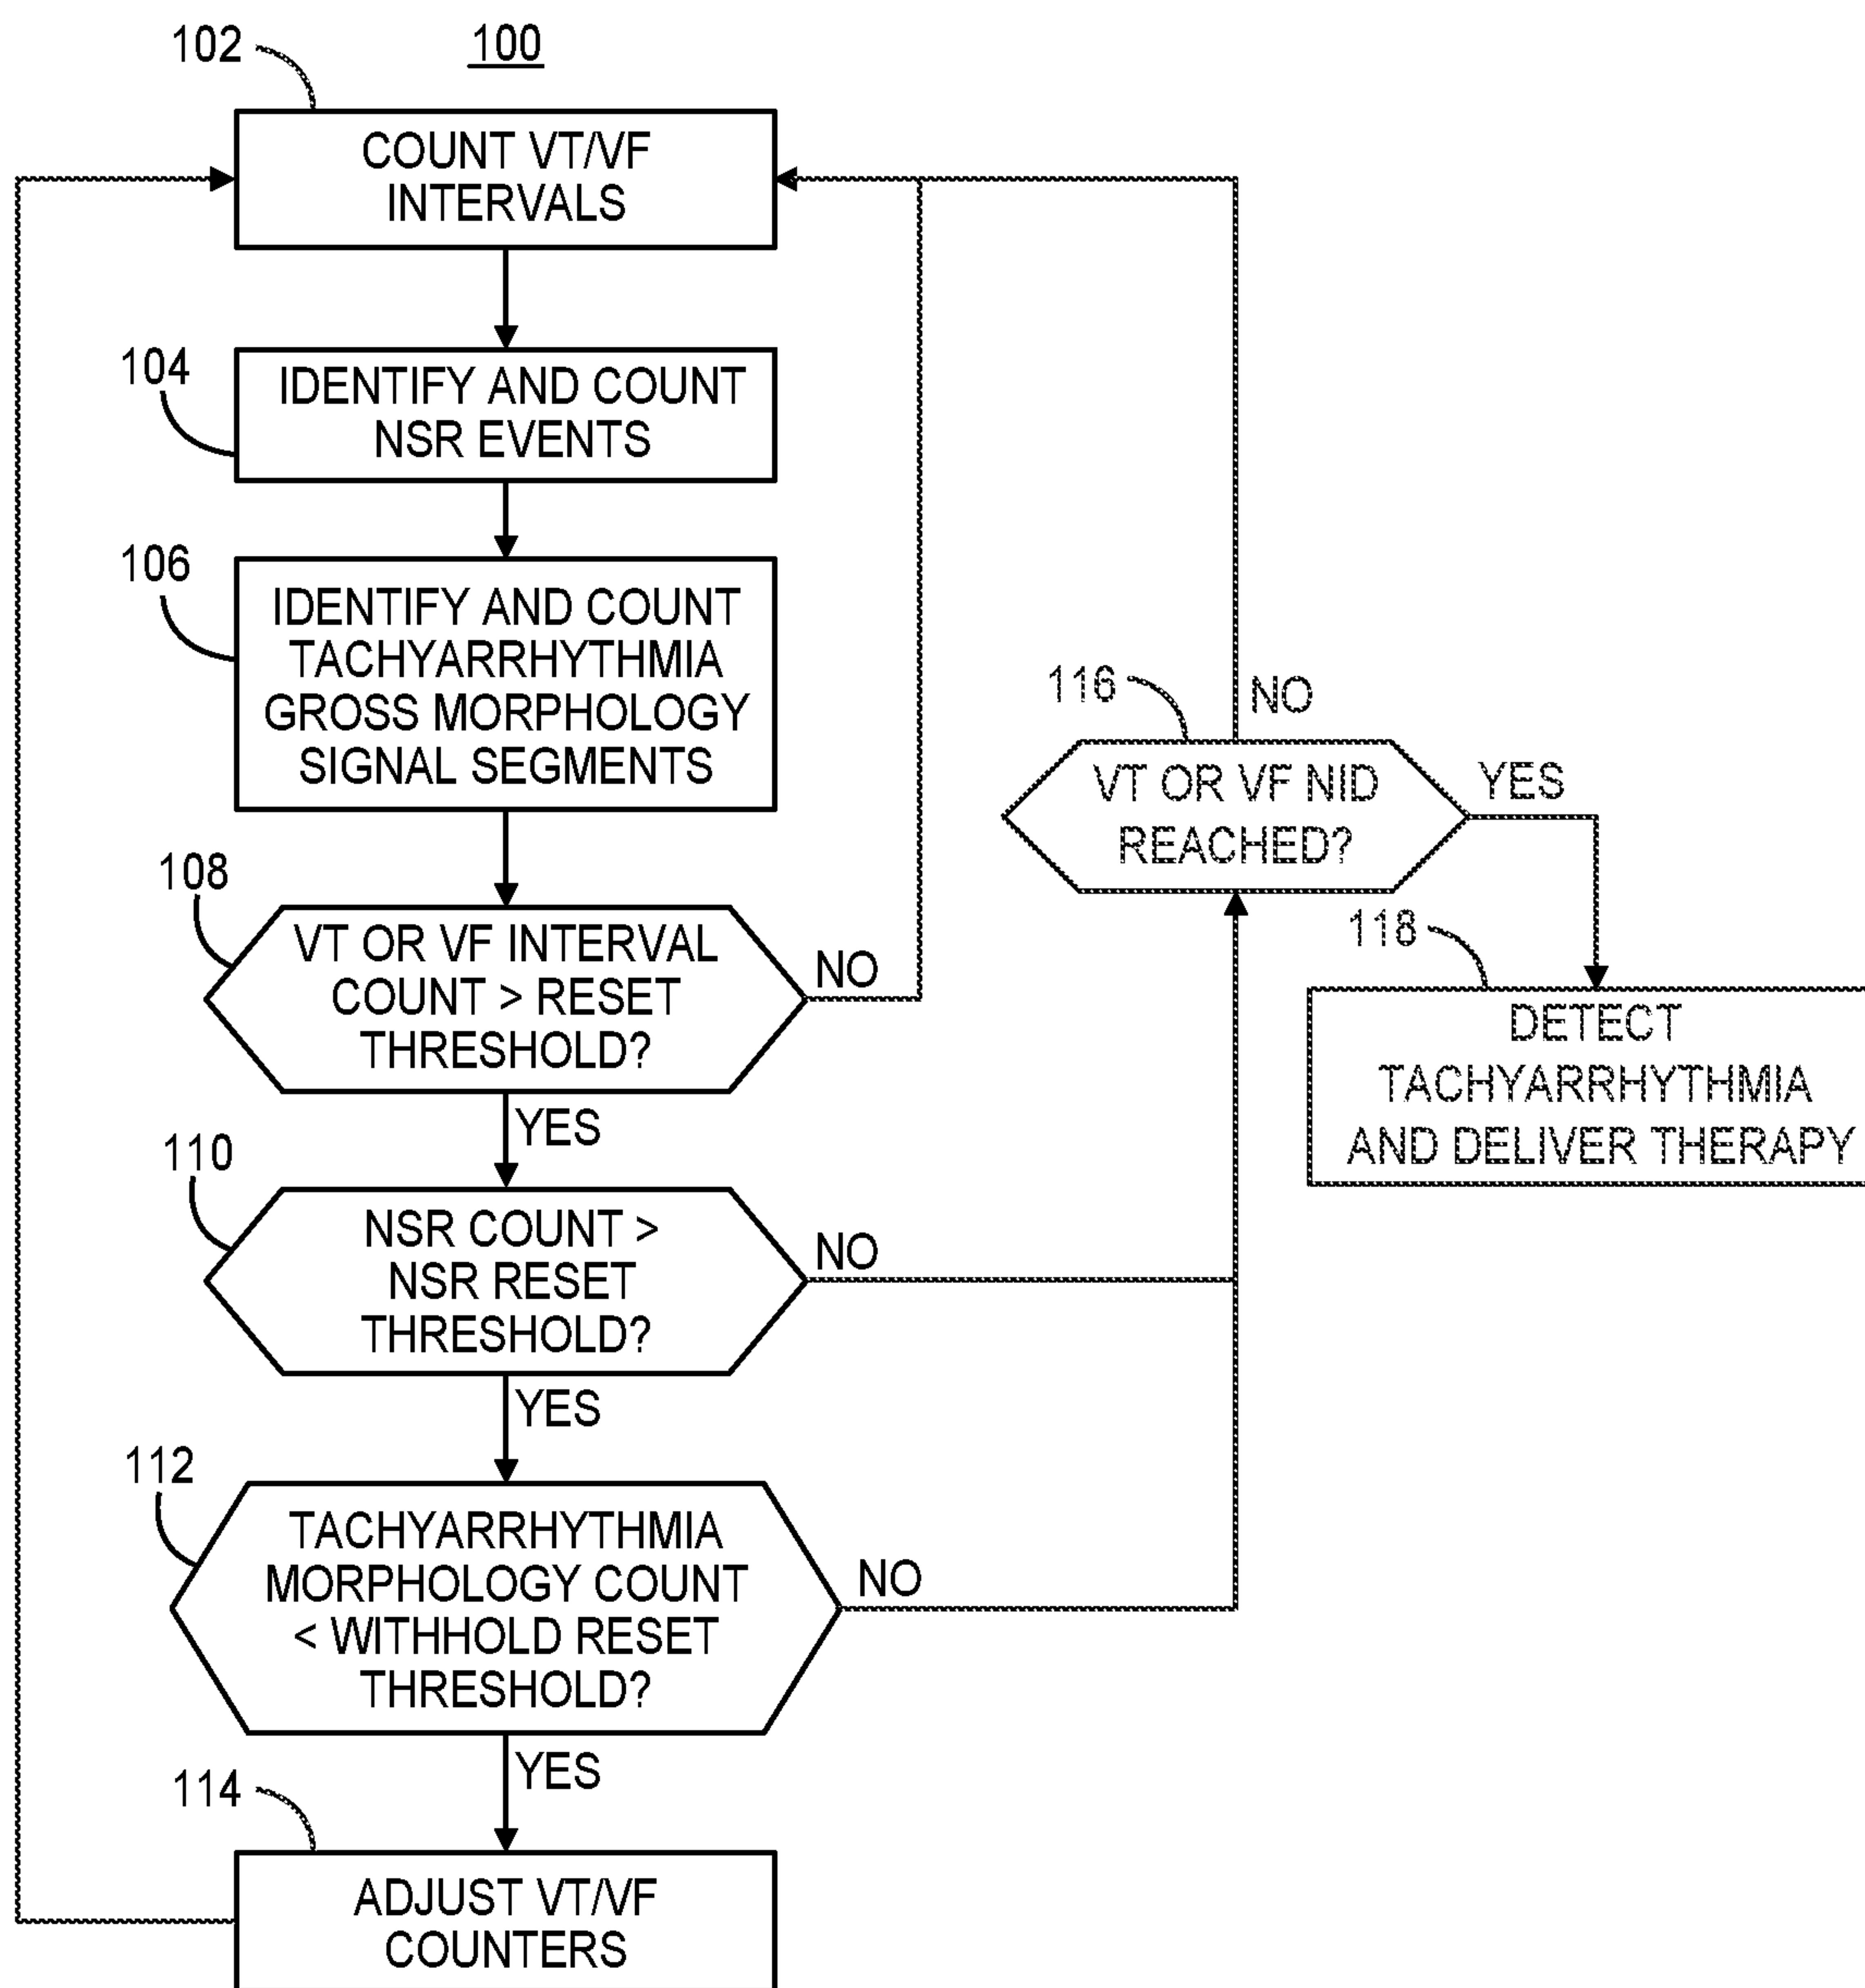 102
100
COUNT VT/VF
INTERVALS
104
IDENTIFY AND COUNT
NSR EVENTS
106
IDENTIFY AND COUNT
TACHYARRHYTHMIA
GROSS MORPHOLOGY
SIGNAL SEGMENTS
108
VT OR VF INTERVAL
COUNT > RESET
THRESHOLD?
NO
YES
110
NSR COUNT >
NSR RESET
THRESHOLD?
NO
YES
112
TACHYARRHYTHMIA
MORPHOLOGY COUNT
< WITHHOLD RESET
THRESHOLD?
NO
YES
114
ADJUST VT/VF
COUNTERS
116
NO
VT OR VF NID
REACHED?
YES
118
DETECT
TACHYARRHYTHMIA
AND DELIVER THERAPY